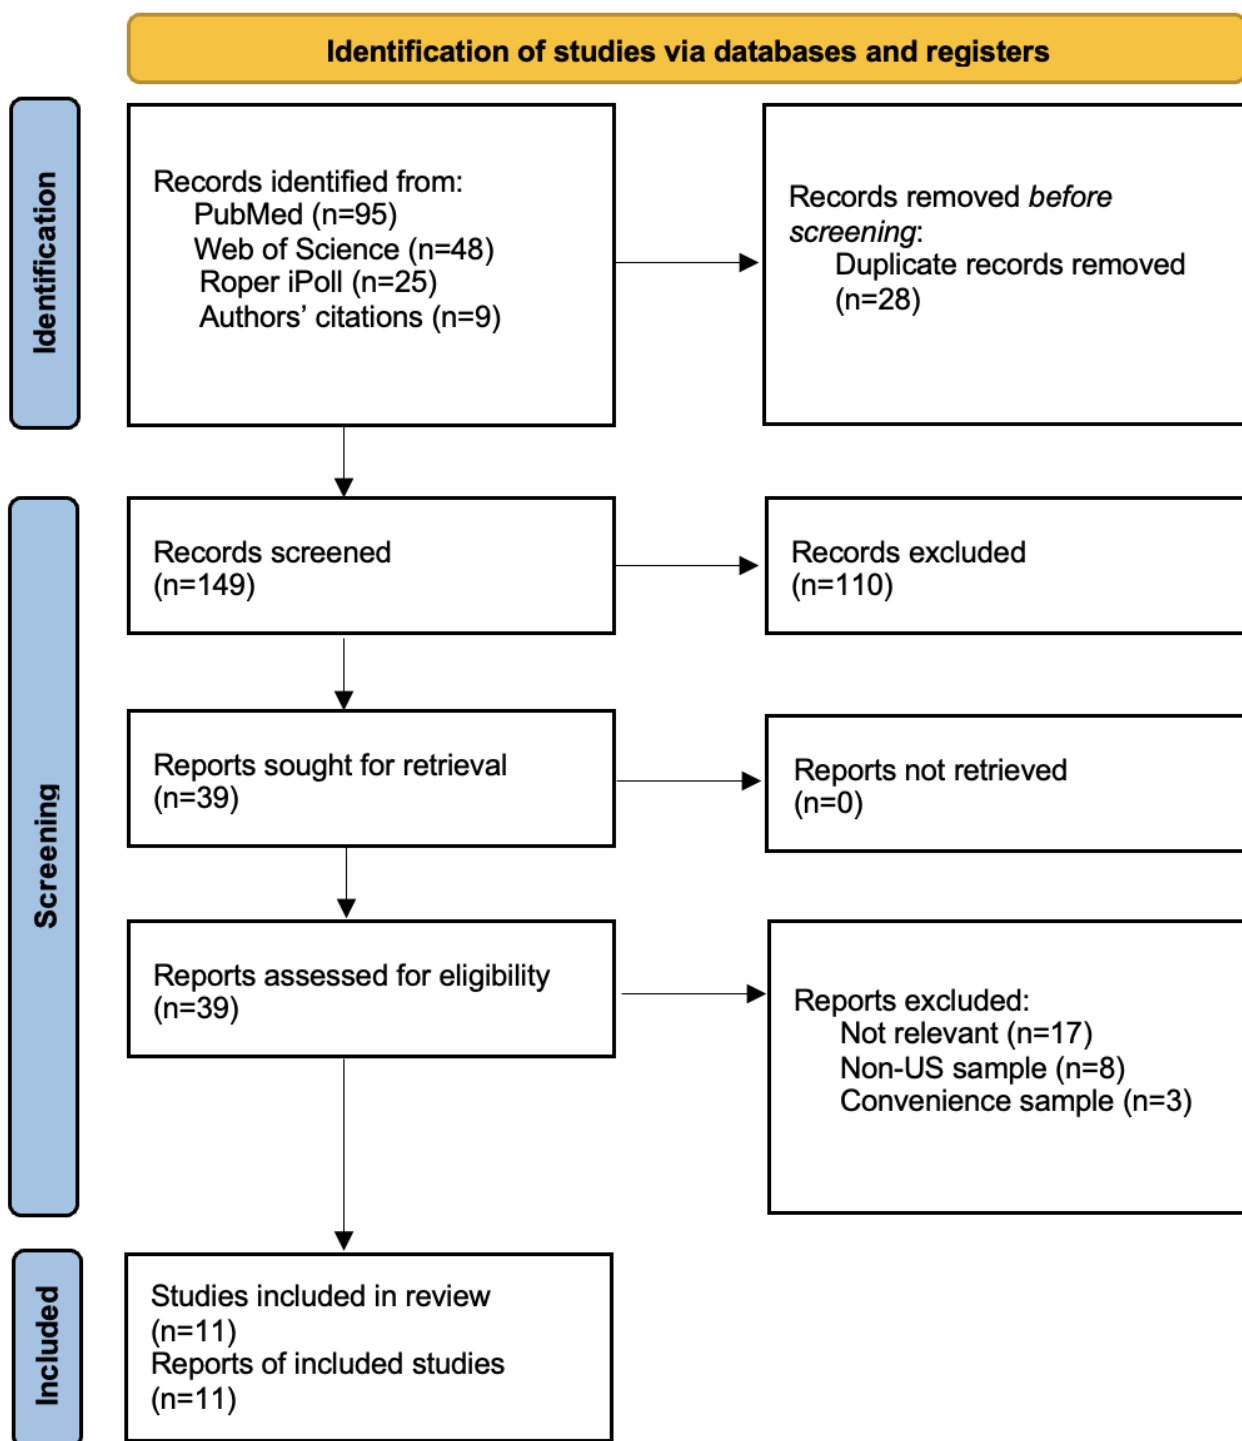 Identification of studies via databases and registers
Identification
Records identified from:
PubMed (n=95)
Web of Science (n=48)
Roper iPoll (n=25)
Authors’ citations (n=9)
Records removed before
screening:
Duplicate records removed
(n=28)
Screening
Records screened
(n=149)
Records excluded
(n=110)
Reports sought for retrieval
(n=39)
Reports not retrieved
(n=0)
Reports assessed for eligibility
(n=39)
Reports excluded:
Not relevant (n=17)
Non-US sample (n=8)
Convenience sample (n=3)
Included
Studies included in review
(n=11)
Reports of included studies
(n=11)